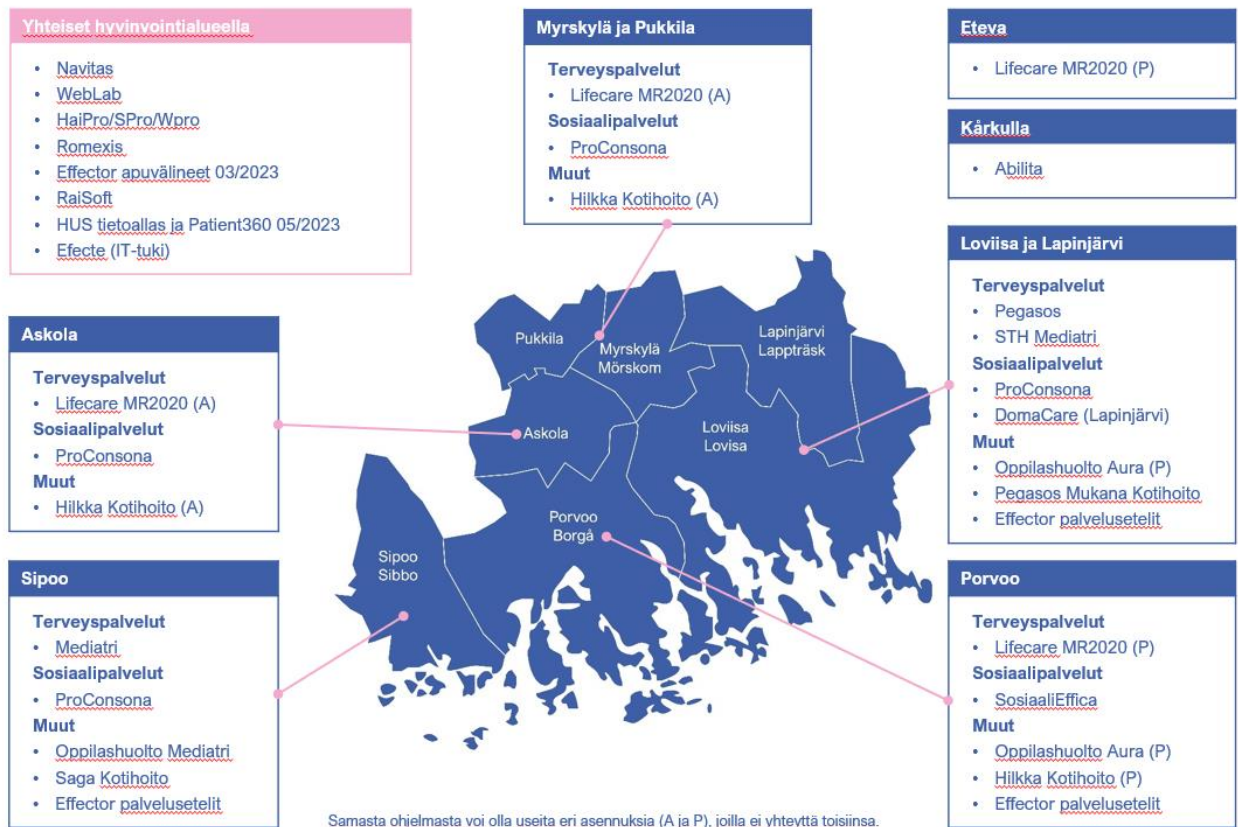 Yhteiset hyvinvointialueella
• Navitas
• WebLab
• HaiPro/SPro/Wpro
• Romexis
• Effector apuvälineet 03/2023
• RaiSoft
• HUS tietoallas ja Patient360 05/2023
• Efecte (IT-tuki)
Myrskylä ja Pukkila
Terveyspalvelut
• Lifecare MR2020 (A)
Sosiaalipalvelut
• ProConsona
Muut
• Hilkka Kotihoito (A)
Eteva
• Lifecare MR2020 (P)
Kårkulla
• Abilita
Loviisa ja Lapinjärvi
Terveyspalvelut
• Pegasos
• STH Mediatri
Sosiaalipalvelut
• ProConsona
• DomaCare (Lapinjärvi)
Muut
• Oppilashuolto Aura (P)
• Pegasos Mukana Kotihoito
• Effector palvelusetelit
Askola
Terveyspalvelut
• Lifecare MR2020 (A)
Sosiaalipalvelut
• ProConsona
Muut
• Hilkka Kotihoito (A)
Pukkila
Myrskylä
Mörskom
Lapinjärvi
Lappträsk
Askola
Loviisa
Lovisa
Porvoo
Borgå
Sipoo
Sibbo
Sipoo
Terveyspalvelut
• Mediatri
Sosiaalipalvelut
• ProConsona
Muut
• Oppilashuolto Mediatri
• Saga Kotihoito
• Effector palvelusetelit
Porvoo
Terveyspalvelut
• Lifecare MR2020 (P)
Sosiaalipalvelut
• SosiaaliEffica
Muut
• Oppilashuolto Aura (P)
• Hilkka Kotihoito (P)
• Effector palvelusetelit
Samasta ohjelmasta voi olla useita eri asennuksia (A ja P), joilla ei yhteyttä toisiinsa.